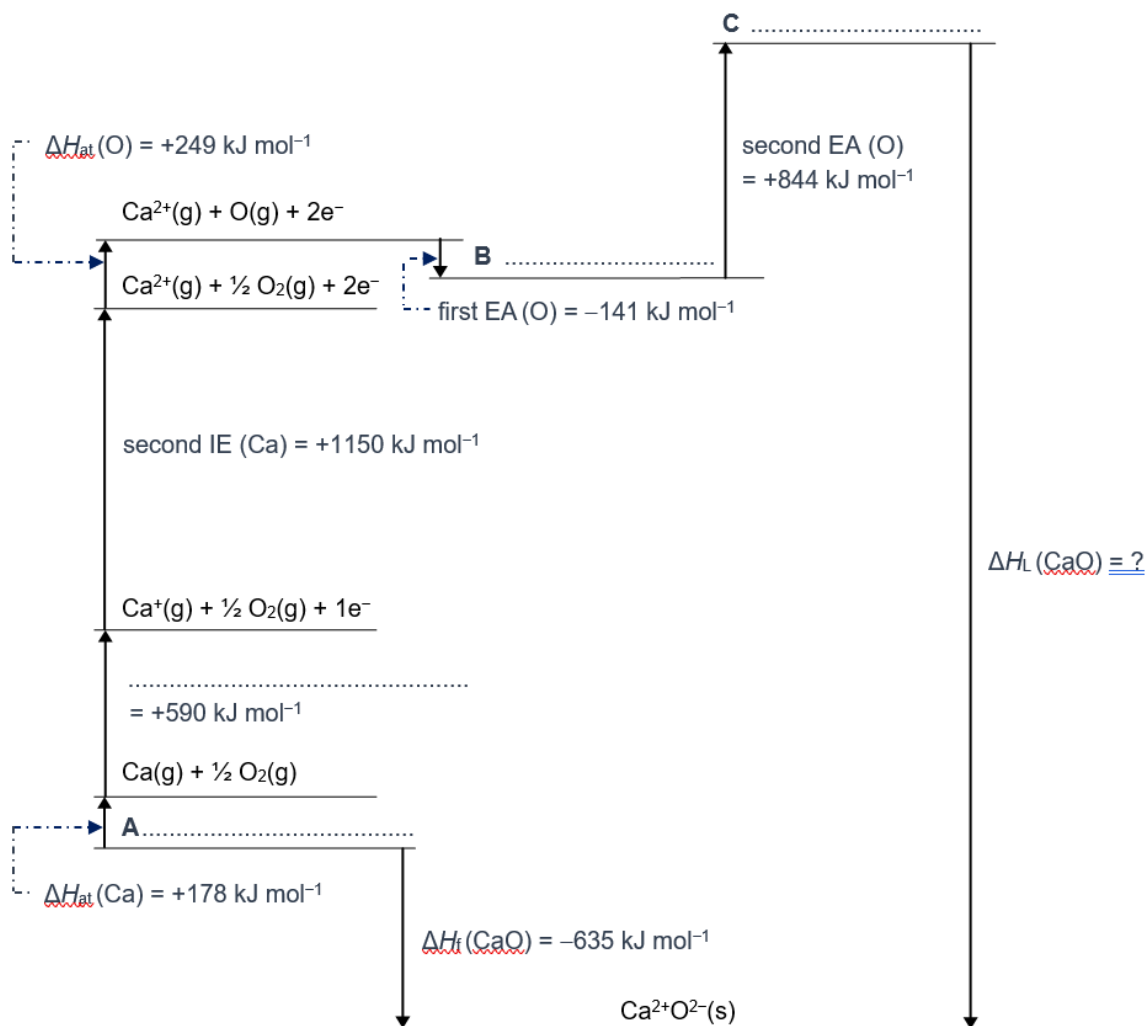 C ..................................
ΔHat (O) = +249 kJ mol⁻¹
second EA (O)
= +844 kJ mol⁻¹
Ca²⁺(g) + O(g) + 2e⁻
B ...............................
Ca²⁺(g) + ½ O₂(g) + 2e⁻
first EA (O) = −141 kJ mol⁻¹
second IE (Ca) = +1150 kJ mol⁻¹
ΔHL (CaO) = ?
Ca⁺(g) + ½ O₂(g) + 1e⁻
..................................................
= +590 kJ mol⁻¹
Ca(g) + ½ O₂(g)
A........................................
ΔHat (Ca) = +178 kJ mol⁻¹
ΔHf (CaO) = −635 kJ mol⁻¹
Ca²⁺O²⁻(s)